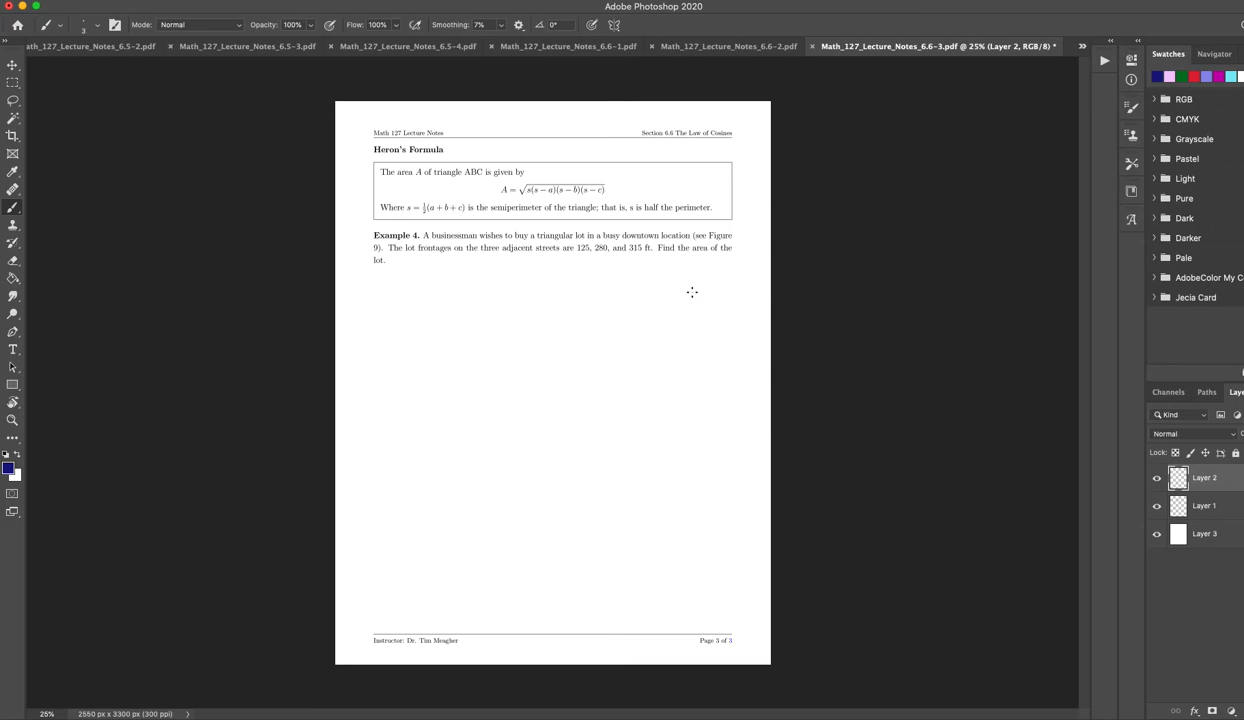 Adobe Photoshop 2020
3
Mode: Normal
Opacity: 100%
Flow: 100%
Smoothing: 7%
0°
ath_127_Lecture_Notes_6.5-2.pdf
× Math_127_Lecture_Notes_6.5-3.pdf
× Math_127_Lecture_Notes_6.5-4.pdf
× Math_127_Lecture_Notes_6.6-1.pdf
× Math_127_Lecture_Notes_6.6-2.pdf
× Math_127_Lecture_Notes_6.6-3.pdf @ 25% (Layer 2, RGB/8) *
Math 127 Lecture Notes
Section 6.6 The Law of Cosines
Heron's Formula
The area A of triangle ABC is given by
A = √s(s − a)(s − b)(s − c)
Where s = ½(a + b + c) is the semiperimeter of the triangle; that is, s is half the perimeter.
Example 4. A businessman wishes to buy a triangular lot in a busy downtown location (see Figure
9). The lot frontages on the three adjacent streets are 125, 280, and 315 ft. Find the area of the
lot.
Instructor: Dr. Tim Meagher
Page 3 of 3
Swatches
Navigator
RGB
CMYK
Grayscale
Pastel
Light
Pure
Dark
Darker
Pale
AdobeColor My C
Jecia Card
Channels
Paths
Laye
Kind
Normal
Lock:
Layer 2
Layer 1
Layer 3
fx
25%
2550 px x 3300 px (300 ppi)